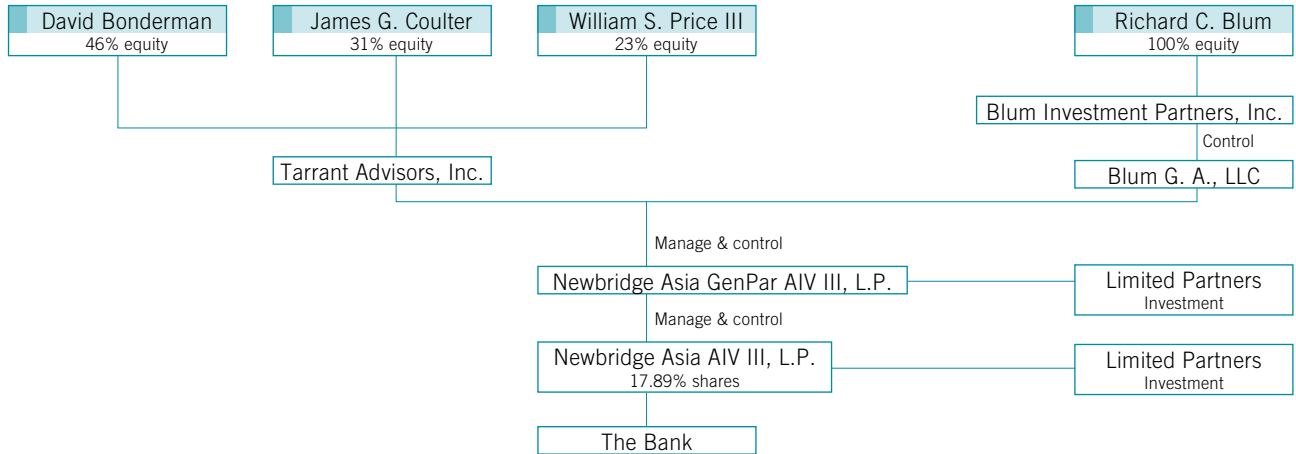 David Bonderman
46% equity
James G. Coulter
31% equity
William S. Price III
23% equity
Richard C. Blum
100% equity
Blum Investment Partners, Inc.
Control
Tarrant Advisors, Inc.
Blum G. A., LLC
Manage & control
Newbridge Asia GenPar AIV III, L.P.
Limited Partners
Investment
Manage & control
Newbridge Asia AIV III, L.P.
17.89% shares
Limited Partners
Investment
The Bank